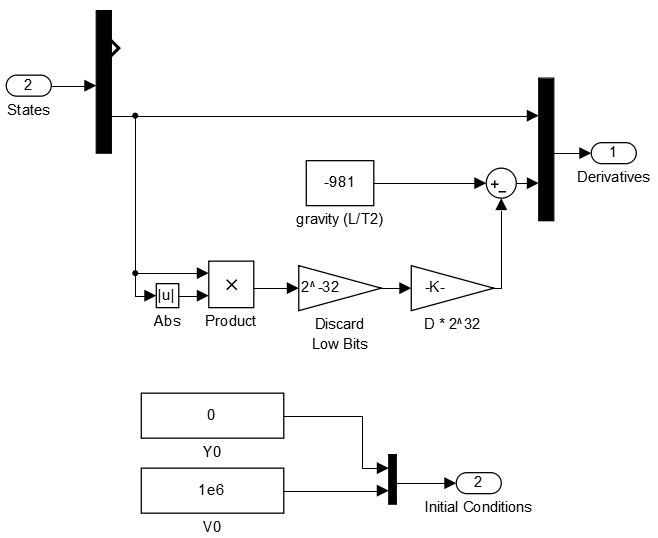 2
States
-981
gravity (L/T2)
+
−
1
Derivatives
|u|
Abs
×
Product
2^-32
Discard
Low Bits
-K-
D * 2^32
0
Y0
1e6
V0
2
Initial Conditions